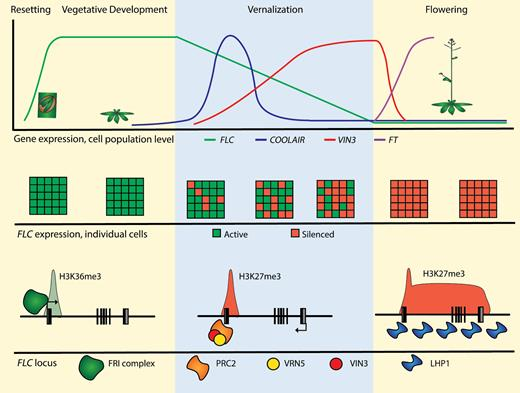 Resetting Vegetative Development Vernalization Flowering
Gene expression, cell population level FLC COOLAIR VIN3 FT
FLC expression, individual cells Active Silenced
H3K36me3 H3K27me3 H3K27me3
FLC locus FRI complex PRC2 VRN5 VIN3 LHP1